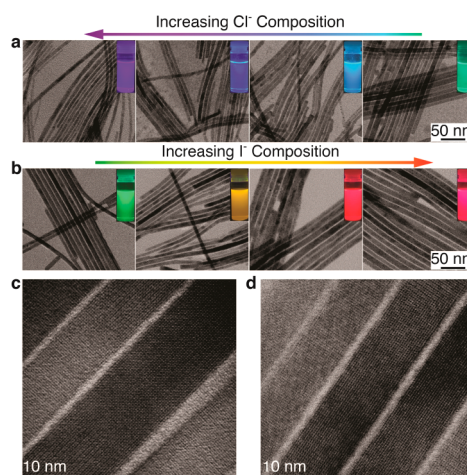 Increasing Cl⁻ Composition
a
50 nm
Increasing I⁻ Composition
b
50 nm
c
d
10 nm
10 nm